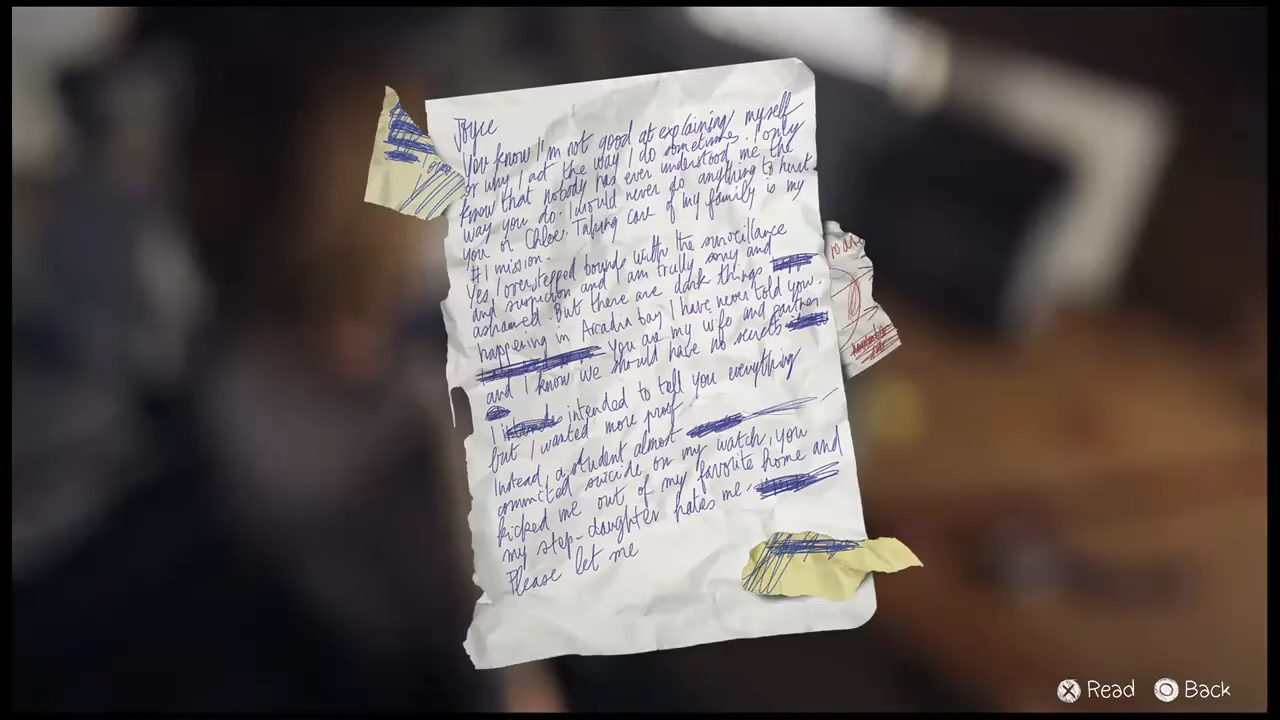 Joyce
You know I'm not good at explaining myself
or why I act the way I do sometime. I only
know that nobody has ever understood me the
way you do. I would never do anything to hurt
you or Chloe. Taking care of my family is my
#1 mission.
Yes, I overstepped bounds with the surveillance
and suspicion and I am truly sorry and
ashamed. But there are dark things
happening in Arcadia bay I have never told you.
you as my wife and partner
and I know we should have no secrets
I intended to tell you everything
but I wanted more proof.
Instead, a student almost
committed suicide on my watch, you
kicked me out of my favorite home and
my step-daughter hates me.
Please let me
Read
Back